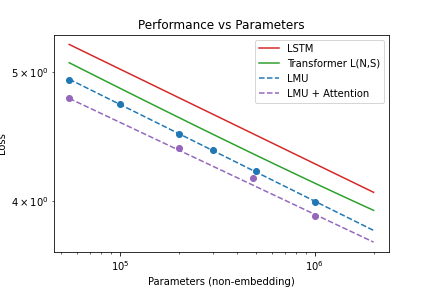 Performance vs Parameters
LSTM
Transformer L(N,S)
LMU
LMU + Attention
5 × 10⁰
4 × 10⁰
Loss
10⁵
10⁶
Parameters (non-embedding)